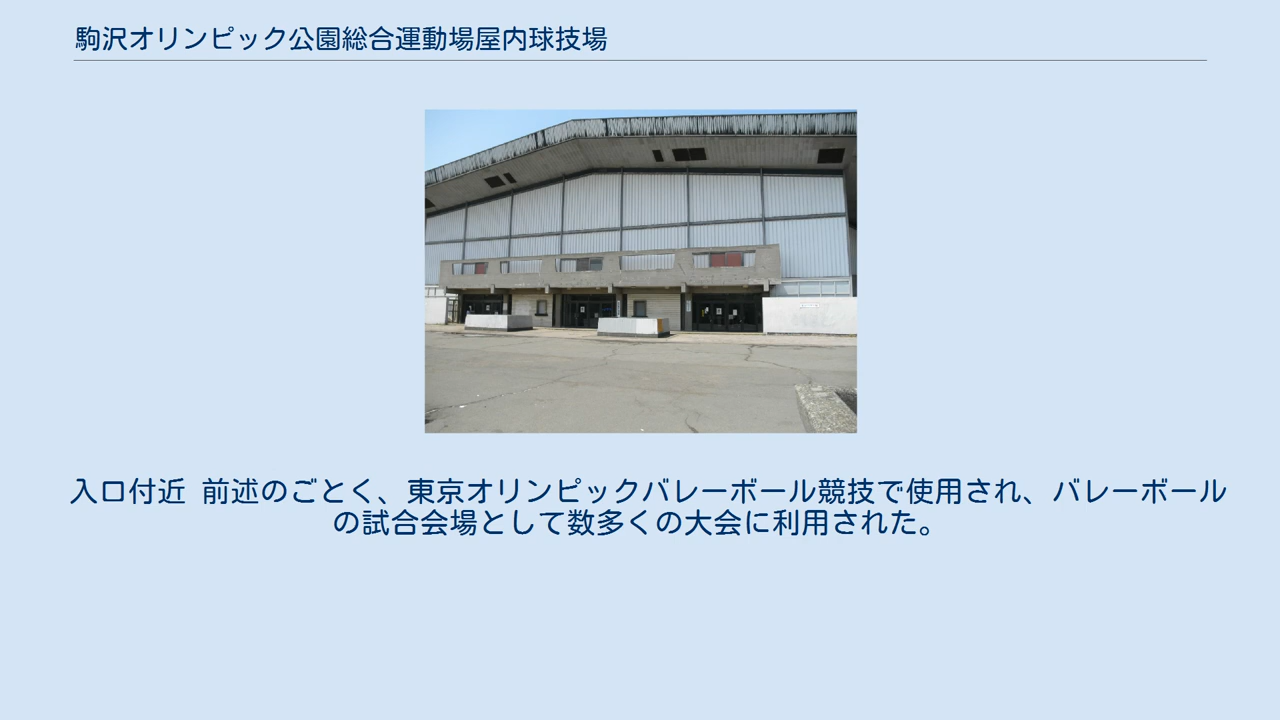 駒沢オリンピック公園総合運動場屋内球技場
入口付近 前述のごとく、東京オリンピックバレーボール競技で使用され、バレーボール
の試合会場として数多くの大会に利用された。